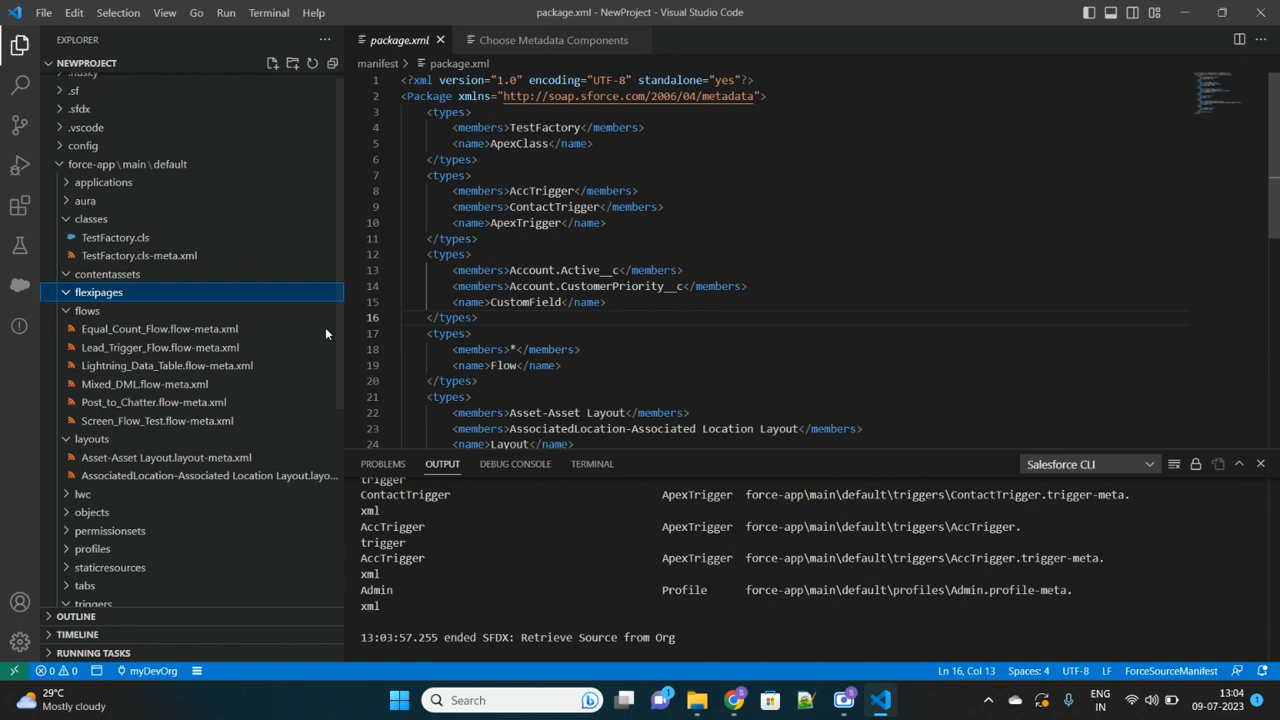 File Edit Selection View Go Run Terminal Help
package.xml - NewProject - Visual Studio Code
EXPLORER
NEWPROJECT
.husky
.sf
.sfdx
.vscode
config
force-app\main\default
applications
aura
classes
TestFactory.cls
TestFactory.cls-meta.xml
contentassets
flexipages
flows
Equal_Count_Flow.flow-meta.xml
Lead_Trigger_Flow.flow-meta.xml
Lightning_Data_Table.flow-meta.xml
Mixed_DML.flow-meta.xml
Post_to_Chatter.flow-meta.xml
Screen_Flow_Test.flow-meta.xml
layouts
Asset-Asset Layout.layout-meta.xml
AssociatedLocation-Associated Location Layout.layo...
lwc
objects
permissionsets
profiles
staticresources
tabs
triggers
OUTLINE
TIMELINE
RUNNING TASKS
package.xml
Choose Metadata Components
manifest > package.xml
1 <?xml version="1.0" encoding="UTF-8" standalone="yes"?>
2 <Package xmlns="http://soap.sforce.com/2006/04/metadata">
3 <types>
4 <members>TestFactory</members>
5 <name>ApexClass</name>
6 </types>
7 <types>
8 <members>AccTrigger</members>
9 <members>ContactTrigger</members>
10 <name>ApexTrigger</name>
11 </types>
12 <types>
13 <members>Account.Active__c</members>
14 <members>Account.CustomerPriority__c</members>
15 <name>CustomField</name>
16 </types>
17 <types>
18 <members>*</members>
19 <name>Flow</name>
20 </types>
21 <types>
22 <members>Asset-Asset Layout</members>
23 <members>AssociatedLocation-Associated Location Layout</members>
24 <name>Layout</name>
PROBLEMS OUTPUT DEBUG CONSOLE TERMINAL
Salesforce CLI
trigger
ContactTrigger ApexTrigger force-app\main\default\triggers\ContactTrigger.trigger-meta.
xml
AccTrigger ApexTrigger force-app\main\default\triggers\AccTrigger.
trigger
AccTrigger ApexTrigger force-app\main\default\triggers\AccTrigger.trigger-meta.
xml
Admin Profile force-app\main\default\profiles\Admin.profile-meta.
xml
13:03:57.255 ended SFDX: Retrieve Source from Org
0 0 myDevOrg
Ln 16, Col 13 Spaces: 4 UTF-8 LF ForceSourceManifest
29°C
Mostly cloudy
Search
1
5
5
ENG
IN
13:04
09-07-2023
1